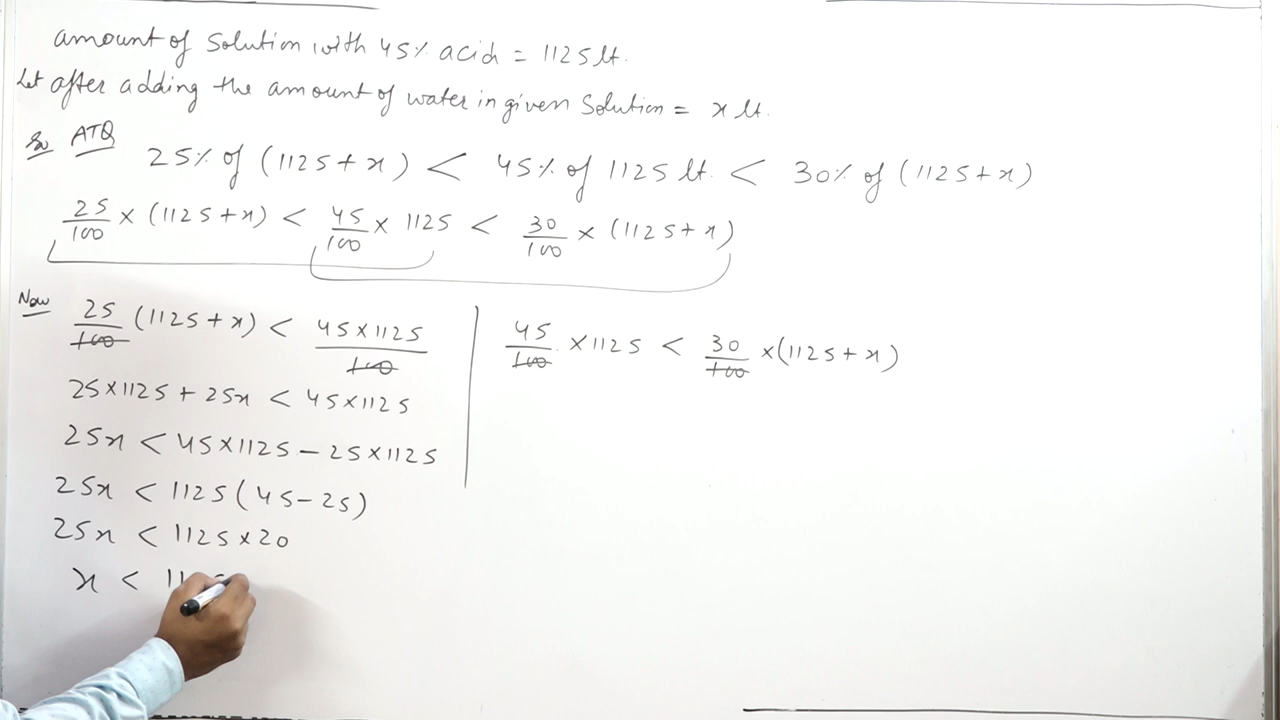 amount of solution with 45% acid = 1125 lt.
Let after adding the amount of water in given solution = x lt.
So ATQ
25% of (1125 + x) < 45% of 1125 lt. < 30% of (1125 + x)
25/100 × (1125 + x) < 45/100 × 1125 < 30/100 × (1125 + x)
Now
25/100 (1125 + x) < 45×1125/100
25×1125 + 25x < 45×1125
25x < 45×1125 - 25×1125
25x < 1125(45-25)
25x < 1125×20
x < 
45/100 × 1125 < 30/100 ×(1125 + x)